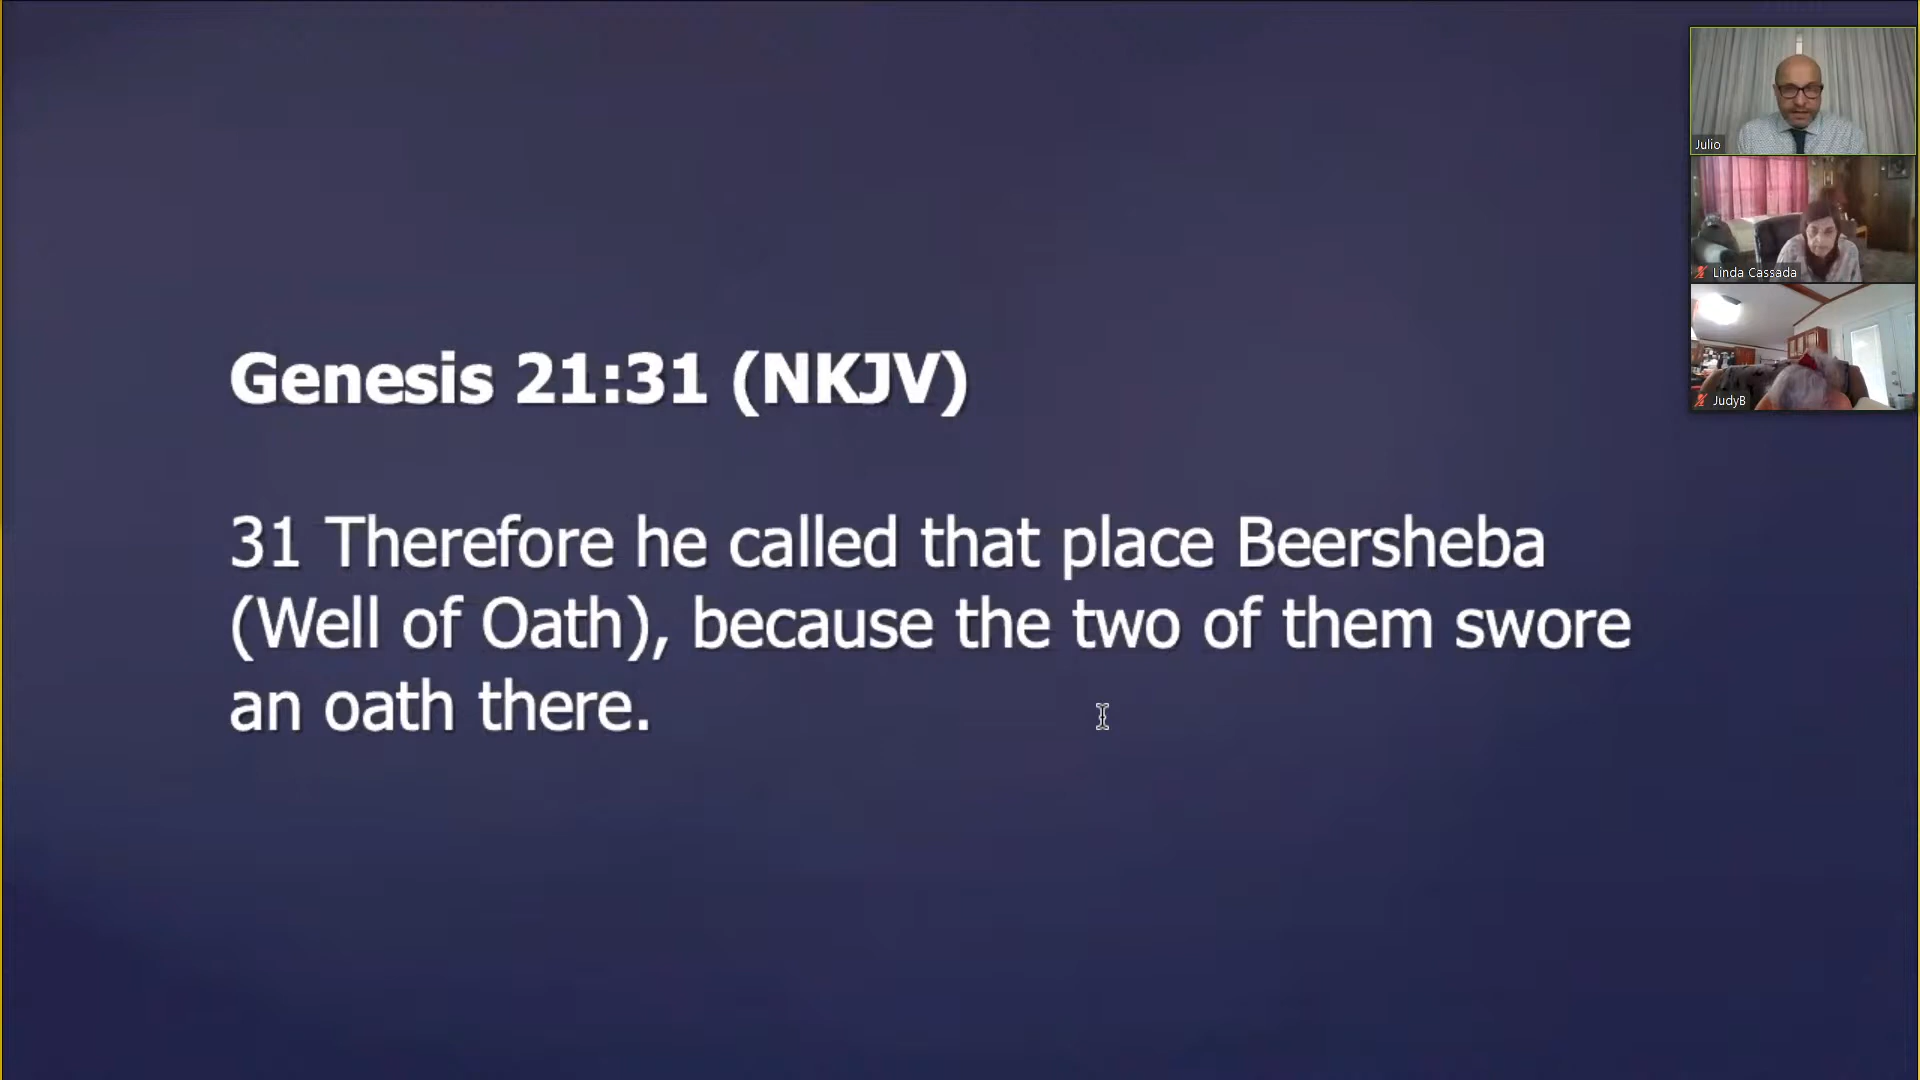 Genesis 21:31 (NKJV)
31 Therefore he called that place Beersheba
(Well of Oath), because the two of them swore
an oath there.
Julio
Linda Cassada
JudyB